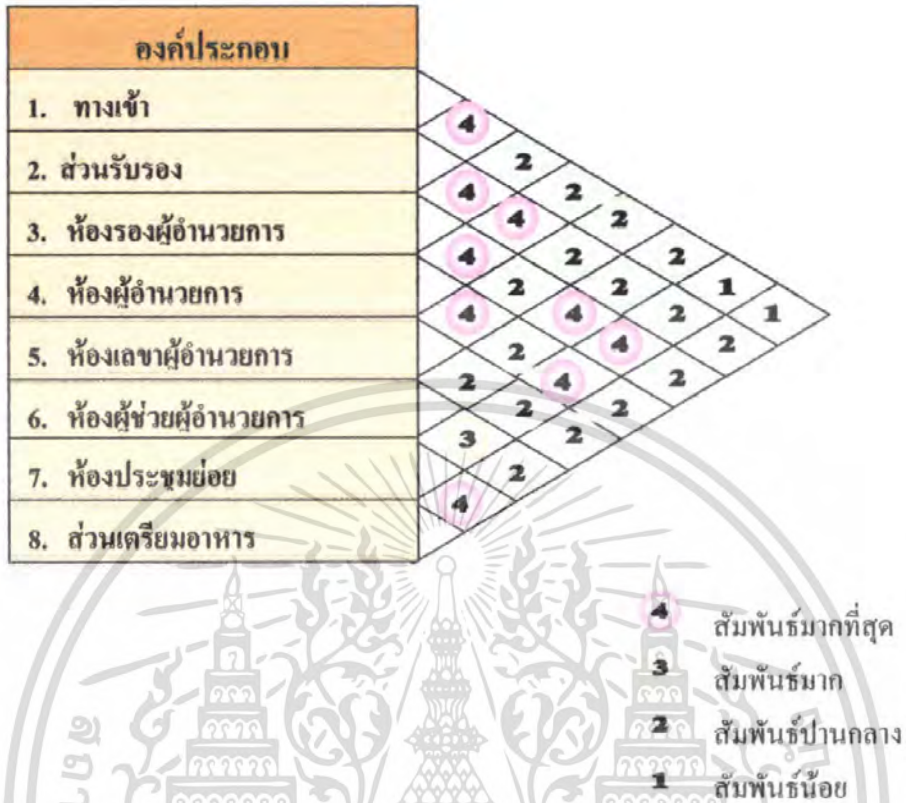 องค์ประกอบ
1. ทางเข้า
4
2
2. ส่วนรับรอง
4 2
4 2
3. ห้องรองผู้อำนวยการ
4 2 2
2 2 1
4. ห้องผู้อำนวยการ
4 4 2 1
2 4 2
5. ห้องเลขาผู้อำนวยการ
2 4 2
2 2
6. ห้องผู้ช่วยผู้อำนวยการ
3 2
2
7. ห้องประชุมย่อย
4
8. ส่วนเตรียมอาหาร
4 สัมพันธ์มากที่สุด
3 สัมพันธ์มาก
2 สัมพันธ์ปานกลาง
1 สัมพันธ์น้อย